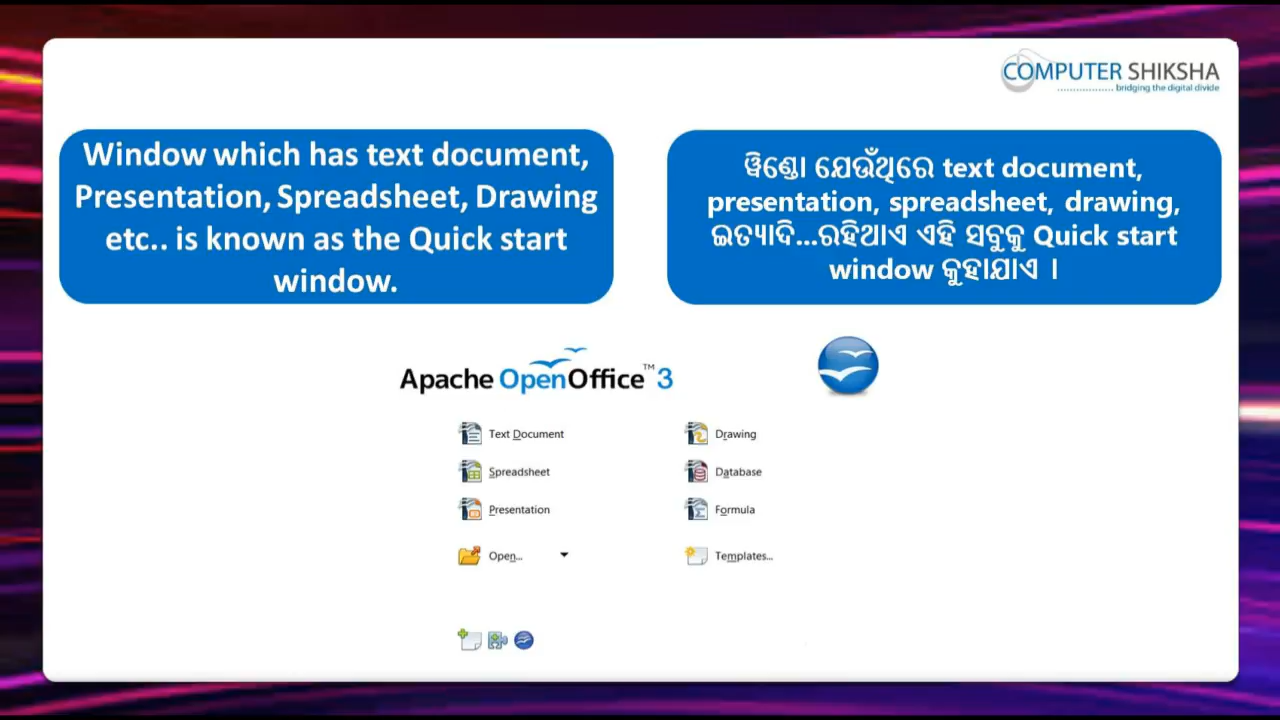 COMPUTER SHIKSHA
bridging the digital divide
Window which has text document,
Presentation, Spreadsheet, Drawing
etc.. is known as the Quick start
window.
ୱିଣ୍ଡୋ ଯେଉଁଥିରେ text document,
presentation, spreadsheet, drawing,
ଇତ୍ୟାଦି...ରହିଥାଏ ଏହି ସବୁକୁ Quick start
window କୁହାଯାଏ ।
Apache OpenOffice™ 3
Text Document
Drawing
Spreadsheet
Database
Presentation
Formula
Open...
Templates...